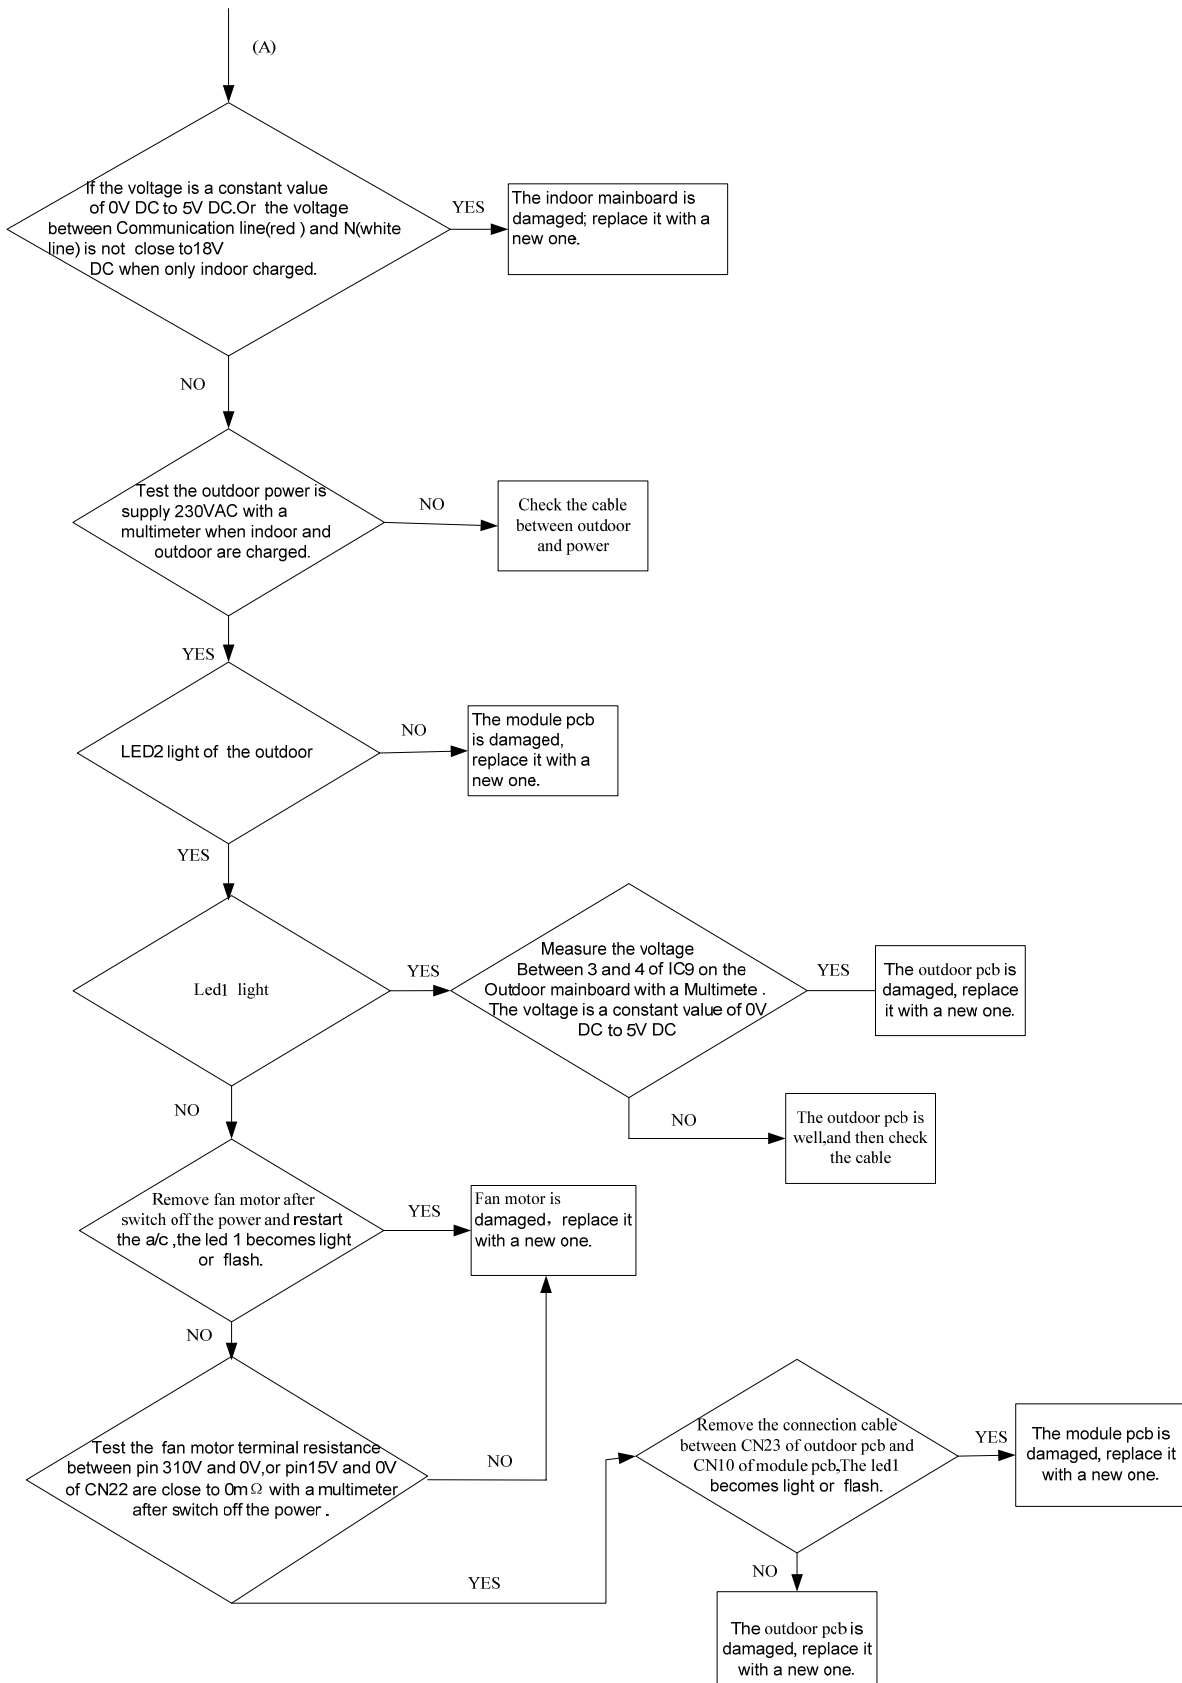 (A)
If the voltage is a constant value
of 0V DC to 5V DC.Or the voltage
between Communication line(red ) and N(white
line) is not close to18V
DC when only indoor charged.
YES
The indoor mainboard is
damaged; replace it with a
new one.
NO
Test the outdoor power is
supply 230VAC with a
multimeter when indoor and
outdoor are charged.
NO
Check the cable
between outdoor
and power
YES
LED2 light of the outdoor
NO
The module pcb
is damaged,
replace it with a
new one.
YES
Led1 light
YES
Measure the voltage
Between 3 and 4 of IC9 on the
Outdoor mainboard with a Multimete .
The voltage is a constant value of 0V
DC to 5V DC
YES
The outdoor pcb is
damaged, replace
it with a new one.
NO
The outdoor pcb is
well,and then check
the cable
NO
Remove fan motor after
switch off the power and restart
the a/c ,the led 1 becomes light
or flash.
YES
Fan motor is
damaged，replace it
with a new one.
NO
Test the fan motor terminal resistance
between pin 310V and 0V,or pin15V and 0V
of CN22 are close to 0mΩ with a multimeter
after switch off the power .
NO
YES
Remove the connection cable
between CN23 of outdoor pcb and
CN10 of module pcb,The led1
becomes light or flash.
YES
The module pcb is
damaged, replace it
with a new one.
NO
The outdoor pcb is
damaged, replace it
with a new one.